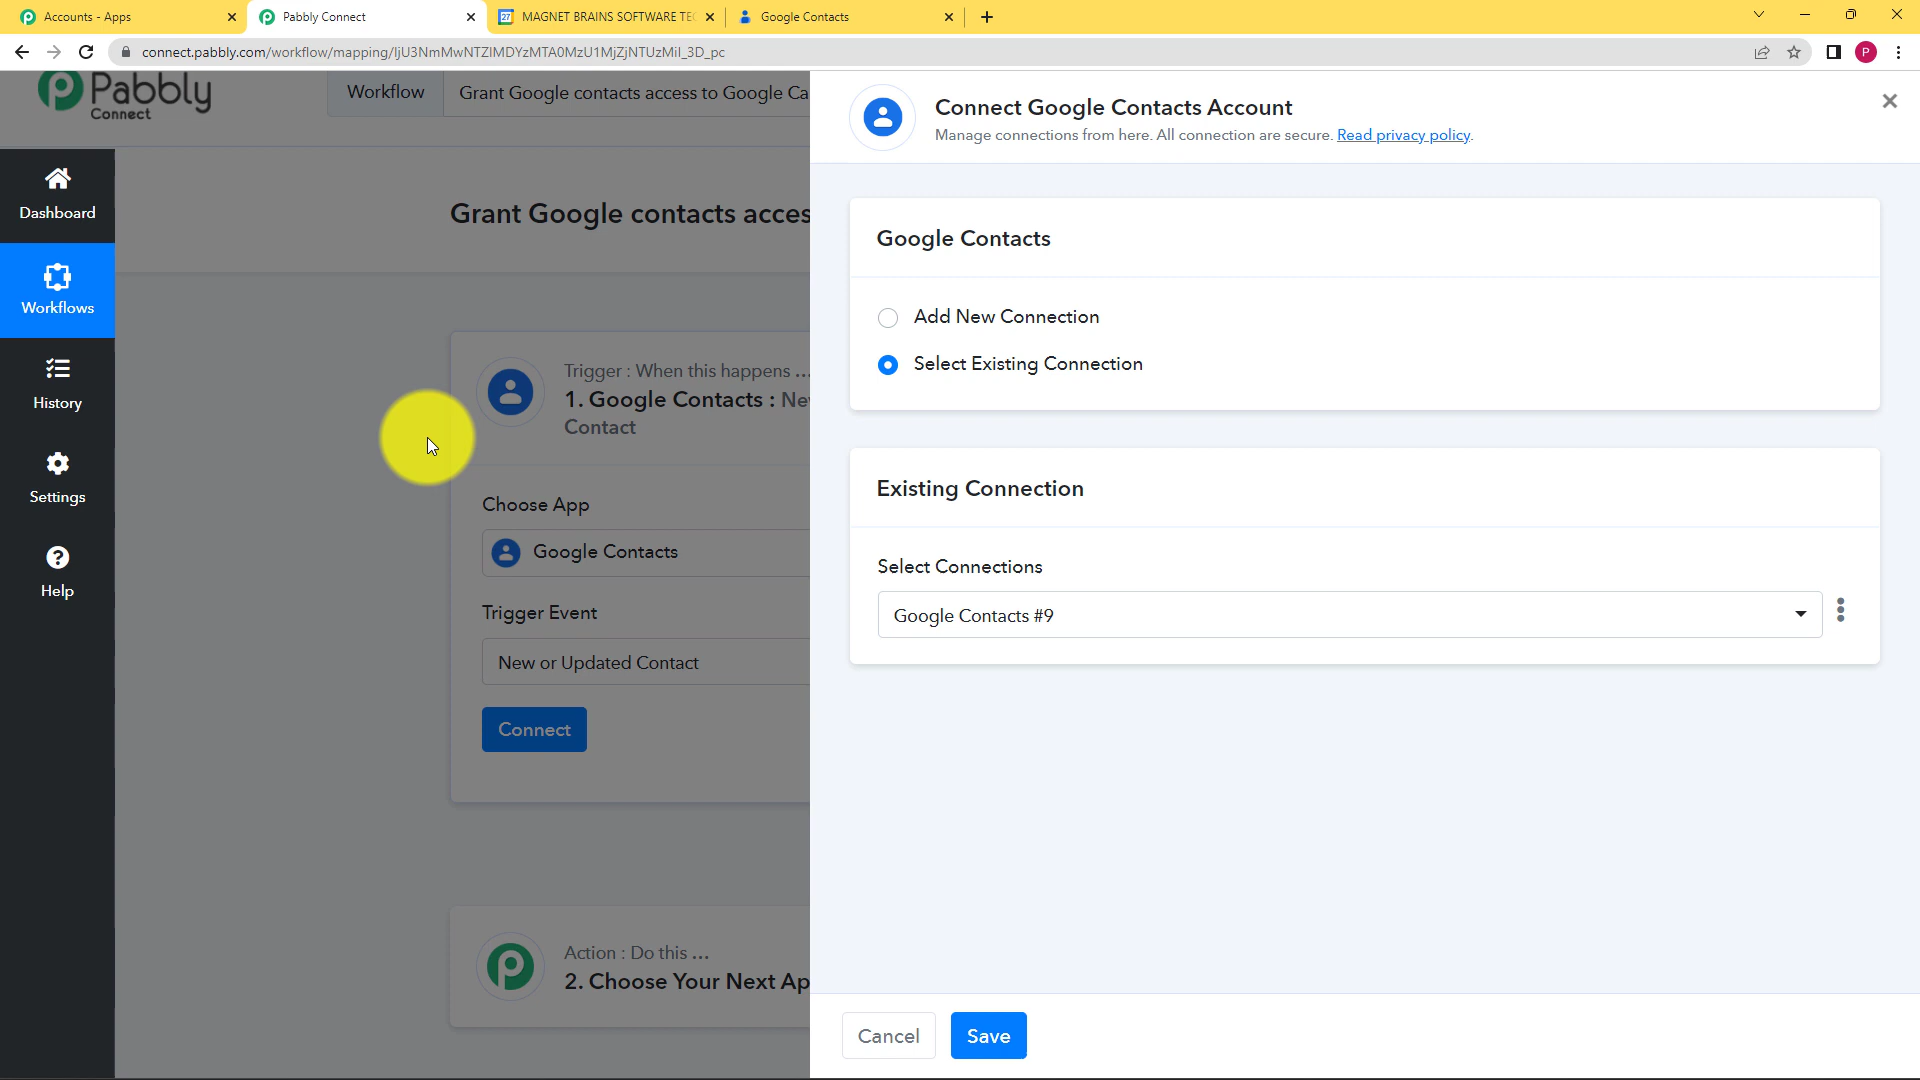 Accounts - Apps
Pabbly Connect
MAGNET BRAINS SOFTWARE TEC
Google Contacts
connect.pabbly.com/workflow/mapping/IjU3NmMwNTZlMDYzMTA0MzU1MjZjNTUzMiI_3D_pc
P
Pabbly
Connect
Workflow
Grant Google contacts access to Google Ca
Connect Google Contacts Account
Manage connections from here. All connection are secure. Read privacy policy.
Dashboard
Workflows
History
Settings
Help
Grant Google contacts acces
Trigger : When this happens ...
1. Google Contacts : Ne
Contact
Choose App
Google Contacts
Trigger Event
New or Updated Contact
Connect
Action : Do this ...
2. Choose Your Next Ap
Google Contacts
Add New Connection
Select Existing Connection
Existing Connection
Select Connections
Google Contacts #9
Cancel
Save